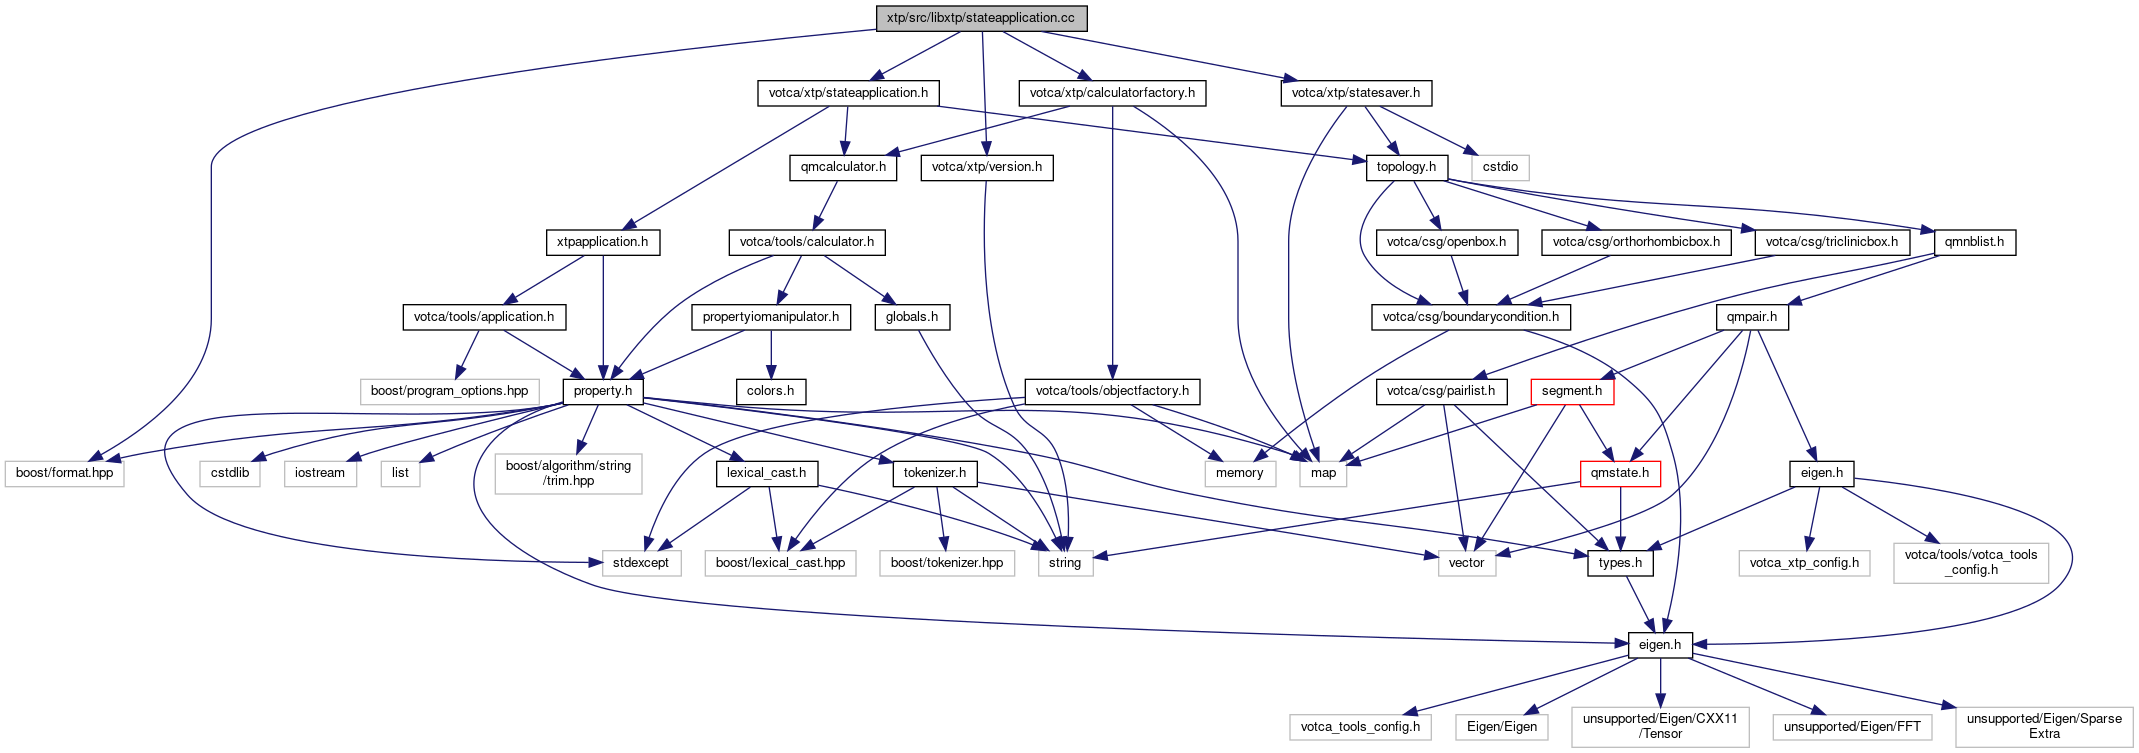 xtp/src/libxtp/stateapplication.cc
votca/xtp/stateapplication.h
votca/xtp/calculatorfactory.h
votca/xtp/statesaver.h
qmcalculator.h
votca/xtp/version.h
topology.h
cstdio
xtpapplication.h
votca/tools/calculator.h
votca/csg/openbox.h
votca/csg/orthorhombicbox.h
votca/csg/triclinicbox.h
qmnblist.h
votca/tools/application.h
propertyiomanipulator.h
globals.h
votca/csg/boundarycondition.h
qmpair.h
boost/program_options.hpp
property.h
colors.h
votca/tools/objectfactory.h
votca/csg/pairlist.h
segment.h
boost/format.hpp
cstdlib
iostream
list
boost/algorithm/string
/trim.hpp
lexical_cast.h
tokenizer.h
memory
map
qmstate.h
eigen.h
stdexcept
boost/lexical_cast.hpp
boost/tokenizer.hpp
string
vector
types.h
votca_xtp_config.h
votca/tools/votca_tools
_config.h
eigen.h
votca_tools_config.h
Eigen/Eigen
unsupported/Eigen/CXX11
/Tensor
unsupported/Eigen/FFT
unsupported/Eigen/Sparse
Extra